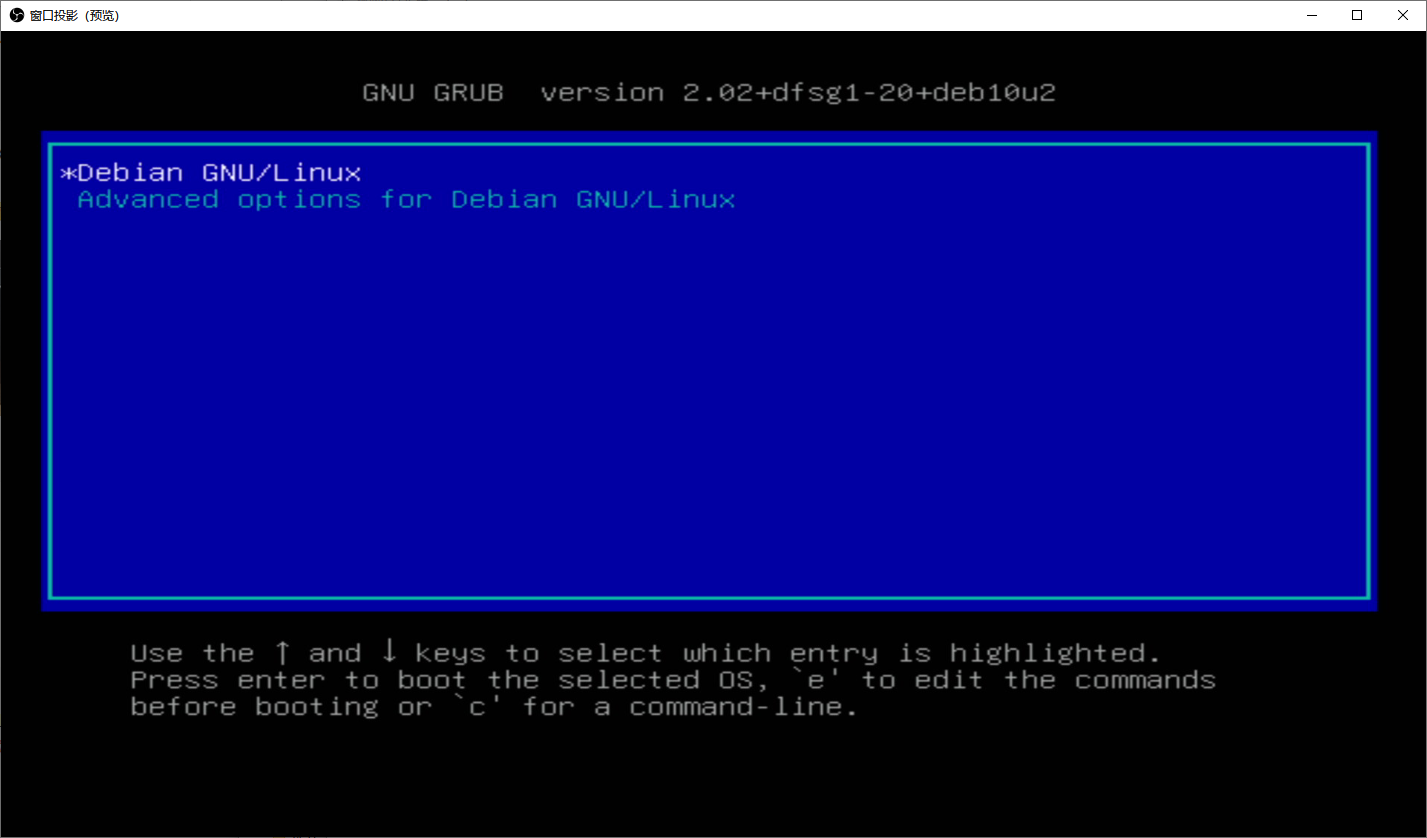 窗口投影 (预览)
GNU GRUB  version 2.02+dfsg1-20+deb10u2
*Debian GNU/Linux
Advanced options for Debian GNU/Linux
Use the ↑ and ↓ keys to select which entry is highlighted.
Press enter to boot the selected OS, `e' to edit the commands
before booting or `c' for a command-line.